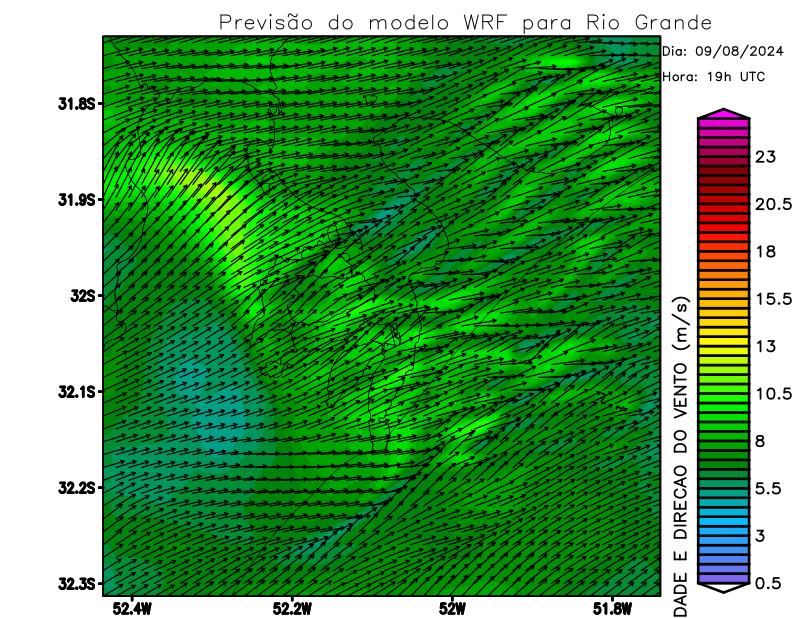 Previsão do modelo WRF para Rio Grande
Dia: 09/08/2024
Hora: 19h UTC
31.8S
31.9S
32S
32.1S
32.2S
32.3S
52.4W
52.2W
52W
51.8W
DADE E DIRECAO DO VENTO (m/s)
23
20.5
18
15.5
13
10.5
8
5.5
3
0.5